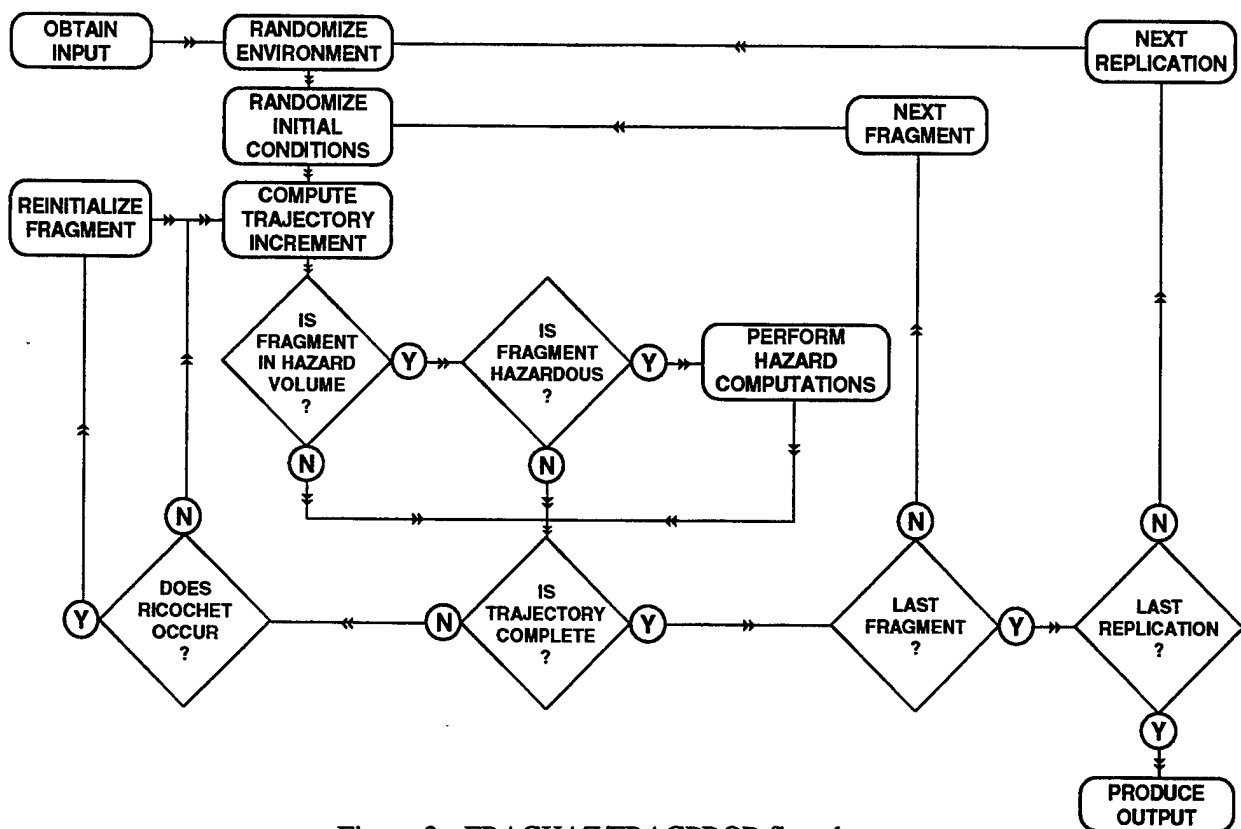 OBTAIN
INPUT
RANDOMIZE
ENVIRONMENT
NEXT
REPLICATION
RANDOMIZE
INITIAL
CONDITIONS
NEXT
FRAGMENT
REINITIALIZE
FRAGMENT
COMPUTE
TRAJECTORY
INCREMENT
IS
FRAGMENT
IN HAZARD
VOLUME
?
Y
N
IS
FRAGMENT
HAZARDOUS
?
Y
N
PERFORM
HAZARD
COMPUTATIONS
DOES
RICOCHET
OCCUR
?
N
Y
IS
TRAJECTORY
COMPLETE
?
N
Y
LAST
FRAGMENT
?
N
Y
LAST
REPLICATION
?
N
Y
PRODUCE
OUTPUT